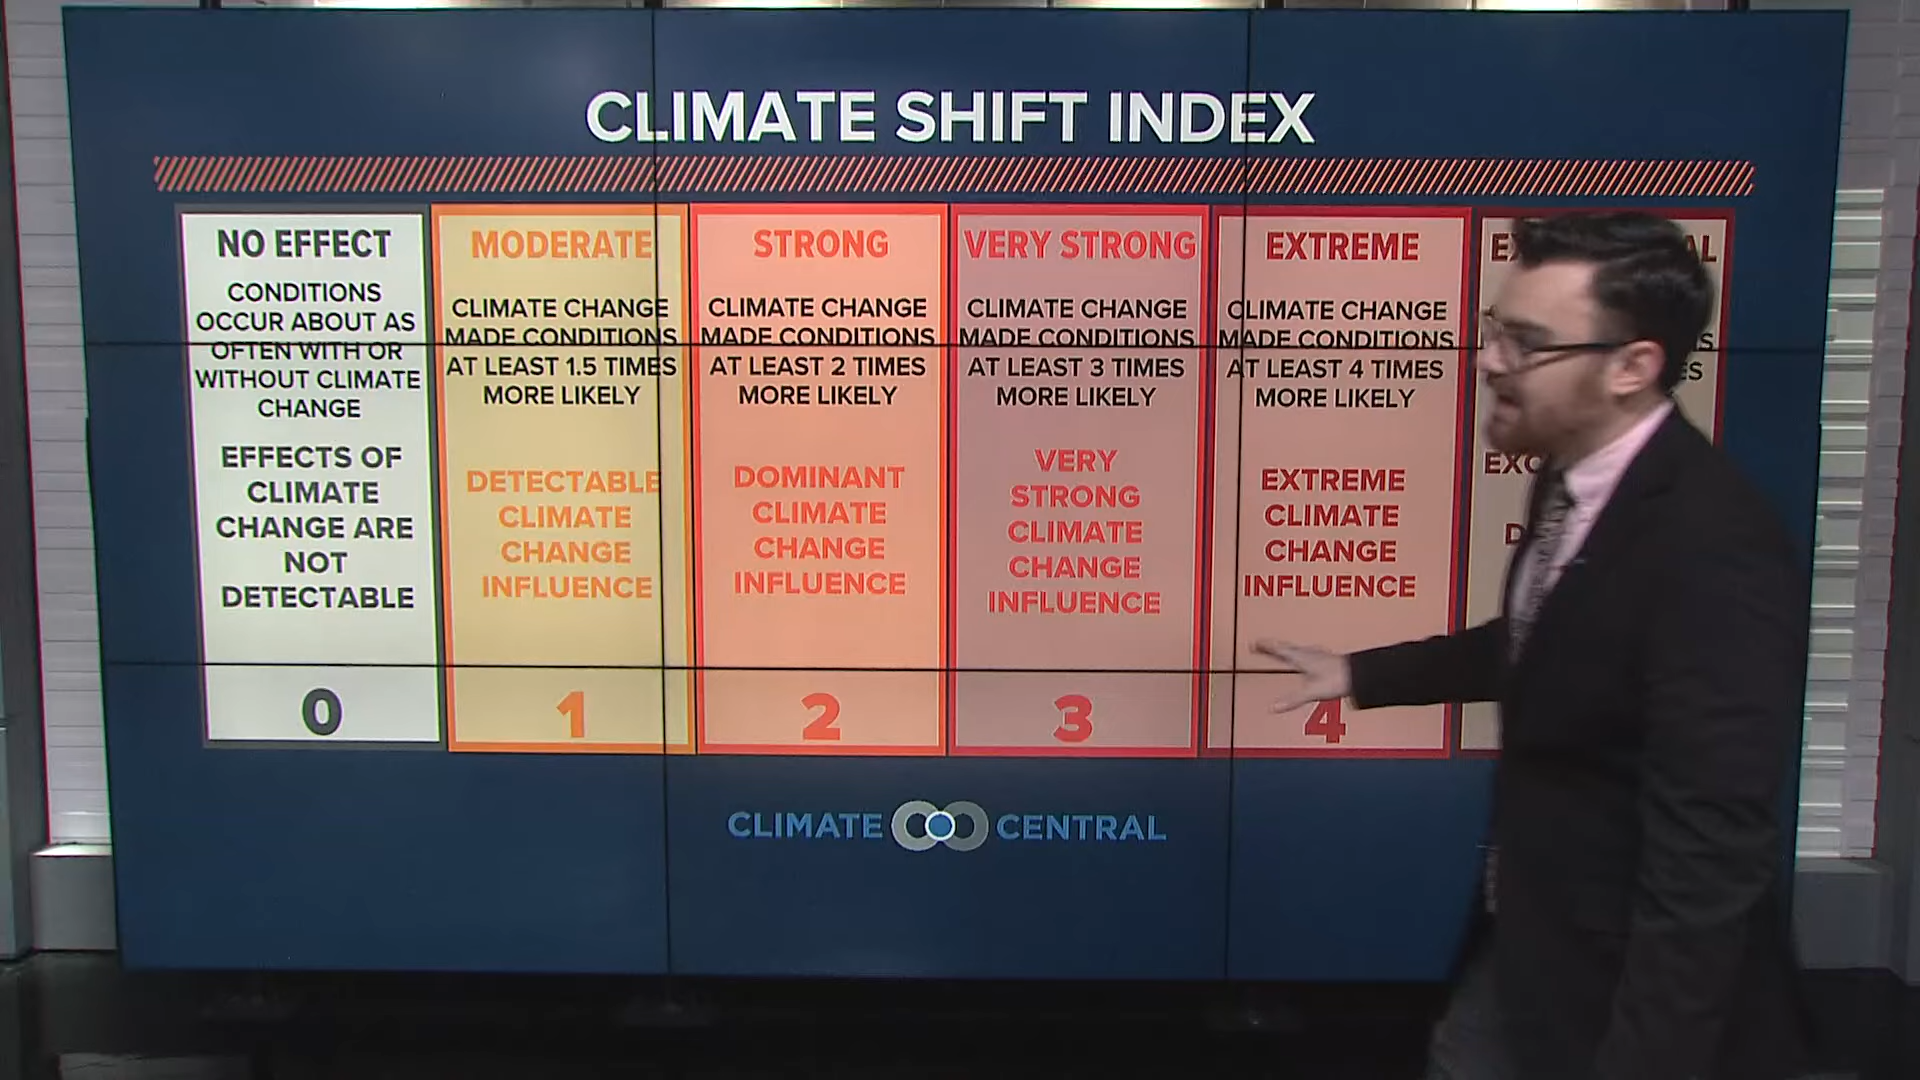 CLIMATE SHIFT INDEX
NO EFFECT
CONDITIONS
OCCUR ABOUT AS
OFTEN WITH OR
WITHOUT CLIMATE
CHANGE
EFFECTS OF
CLIMATE
CHANGE ARE
NOT
DETECTABLE
0
MODERATE
CLIMATE CHANGE
MADE CONDITIONS
AT LEAST 1.5 TIMES
MORE LIKELY
DETECTABLE
CLIMATE
CHANGE
INFLUENCE
1
STRONG
CLIMATE CHANGE
MADE CONDITIONS
AT LEAST 2 TIMES
MORE LIKELY
DOMINANT
CLIMATE
CHANGE
INFLUENCE
2
VERY STRONG
CLIMATE CHANGE
MADE CONDITIONS
AT LEAST 3 TIMES
MORE LIKELY
VERY
STRONG
CLIMATE
CHANGE
INFLUENCE
3
EXTREME
CLIMATE CHANGE
MADE CONDITIONS
AT LEAST 4 TIMES
MORE LIKELY
EXTREME
CLIMATE
CHANGE
INFLUENCE
4
CLIMATE CENTRAL